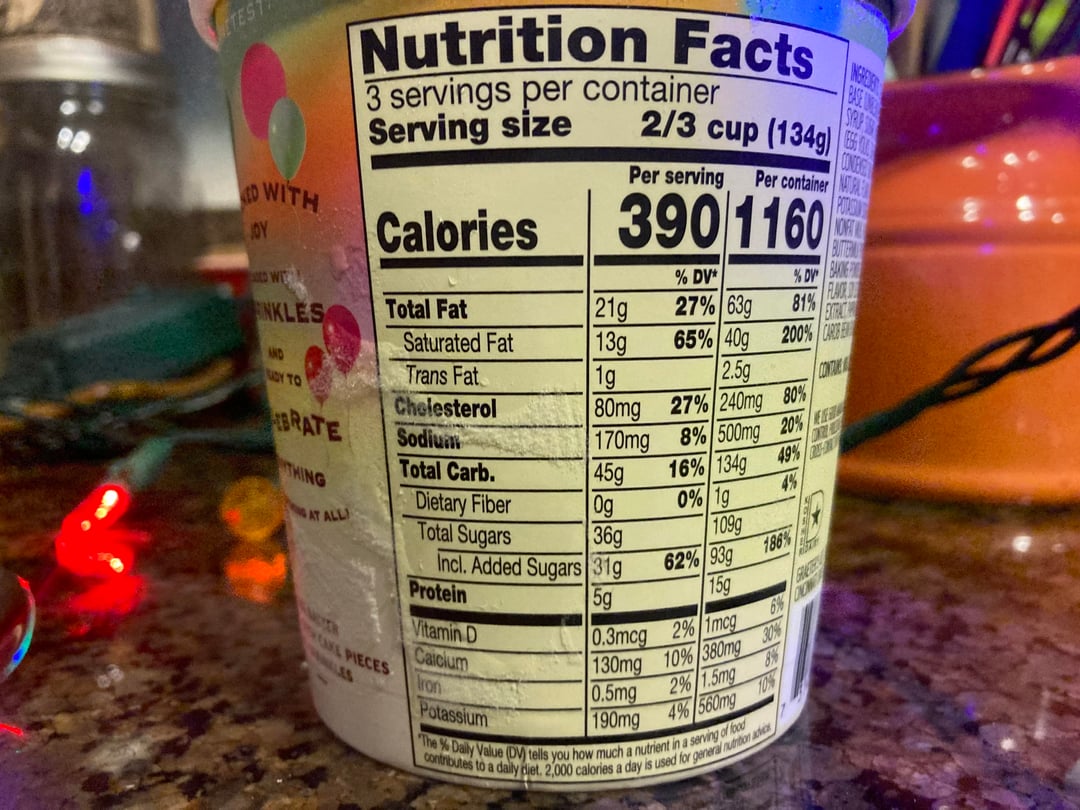 TEST
WITH
JOY
AND
CAKE PIECES
Nutrition Facts
3 servings per container
Serving size 2/3 cup (134g)
Per serving Per container
Calories 390 1160
% DV* % DV*
Total Fat 21g 27% 63g 81%
Saturated Fat 13g 65% 40g 200%
Trans Fat 1g 2.5g
Cholesterol 80mg 27% 240mg 80%
Sodium 170mg 8% 500mg 20%
Total Carb. 45g 16% 134g 49%
Dietary Fiber 0g 0% 1g 4%
Total Sugars 36g 109g
Incl. Added Sugars 31g 62% 93g 186%
Protein 5g 15g
Vitamin D 0.3mcg 2% 1mcg 6%
Calcium 130mg 10% 380mg 30%
Iron 0.5mg 2% 1.5mg 8%
Potassium 190mg 4% 560mg 10%
*The % Daily Value (DV) tells you how much a nutrient in a serving of food
contributes to a daily diet. 2,000 calories a day is used for general nutrition advice.